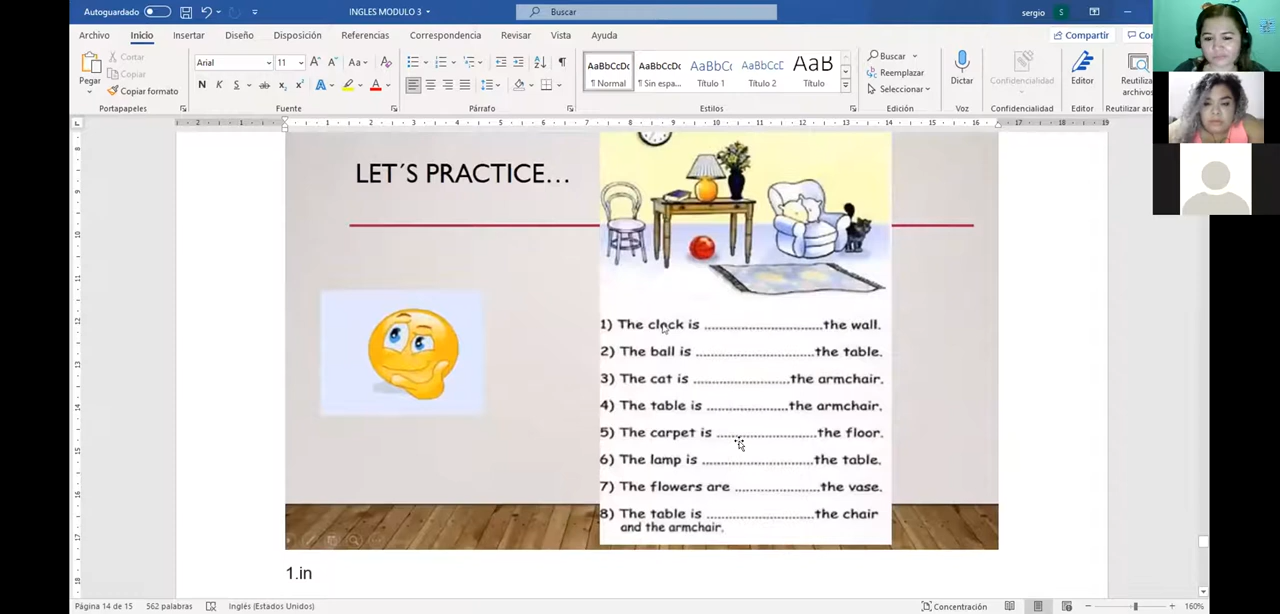 Autoguardado
INGLES MODULO 3
Buscar
sergio S
Archivo Inicio Insertar Diseño Disposición Referencias Correspondencia Revisar Vista Ayuda Compartir
Pegar
Cortar
Copiar
Copiar formato
Portapapeles
Arial 11
N K S
Fuente
Párrafo
AaBbCcDc AaBbCcDc AaBbC AaBbCcD AaB
¶ Normal ¶ Sin espa... Título 1 Título 2 Título
Estilos
Buscar
Reemplazar
Seleccionar
Edición
Dictar
Voz
Confidencialidad
Confidencialidad
Editor
Editor
Reutiliza
archivos
Reutilizar
LET´S PRACTICE...
1) The clock is ........................ the wall.
2) The ball is ........................ the table.
3) The cat is ........................ the armchair.
4) The table is .................... the armchair.
5) The carpet is ........................ the floor.
6) The lamp is ........................ the table.
7) The flowers are .................... the vase.
8) The table is ........................ the chair
and the armchair.
1.in
Página 14 de 15 562 palabras Inglés (Estados Unidos) Concentración 160%